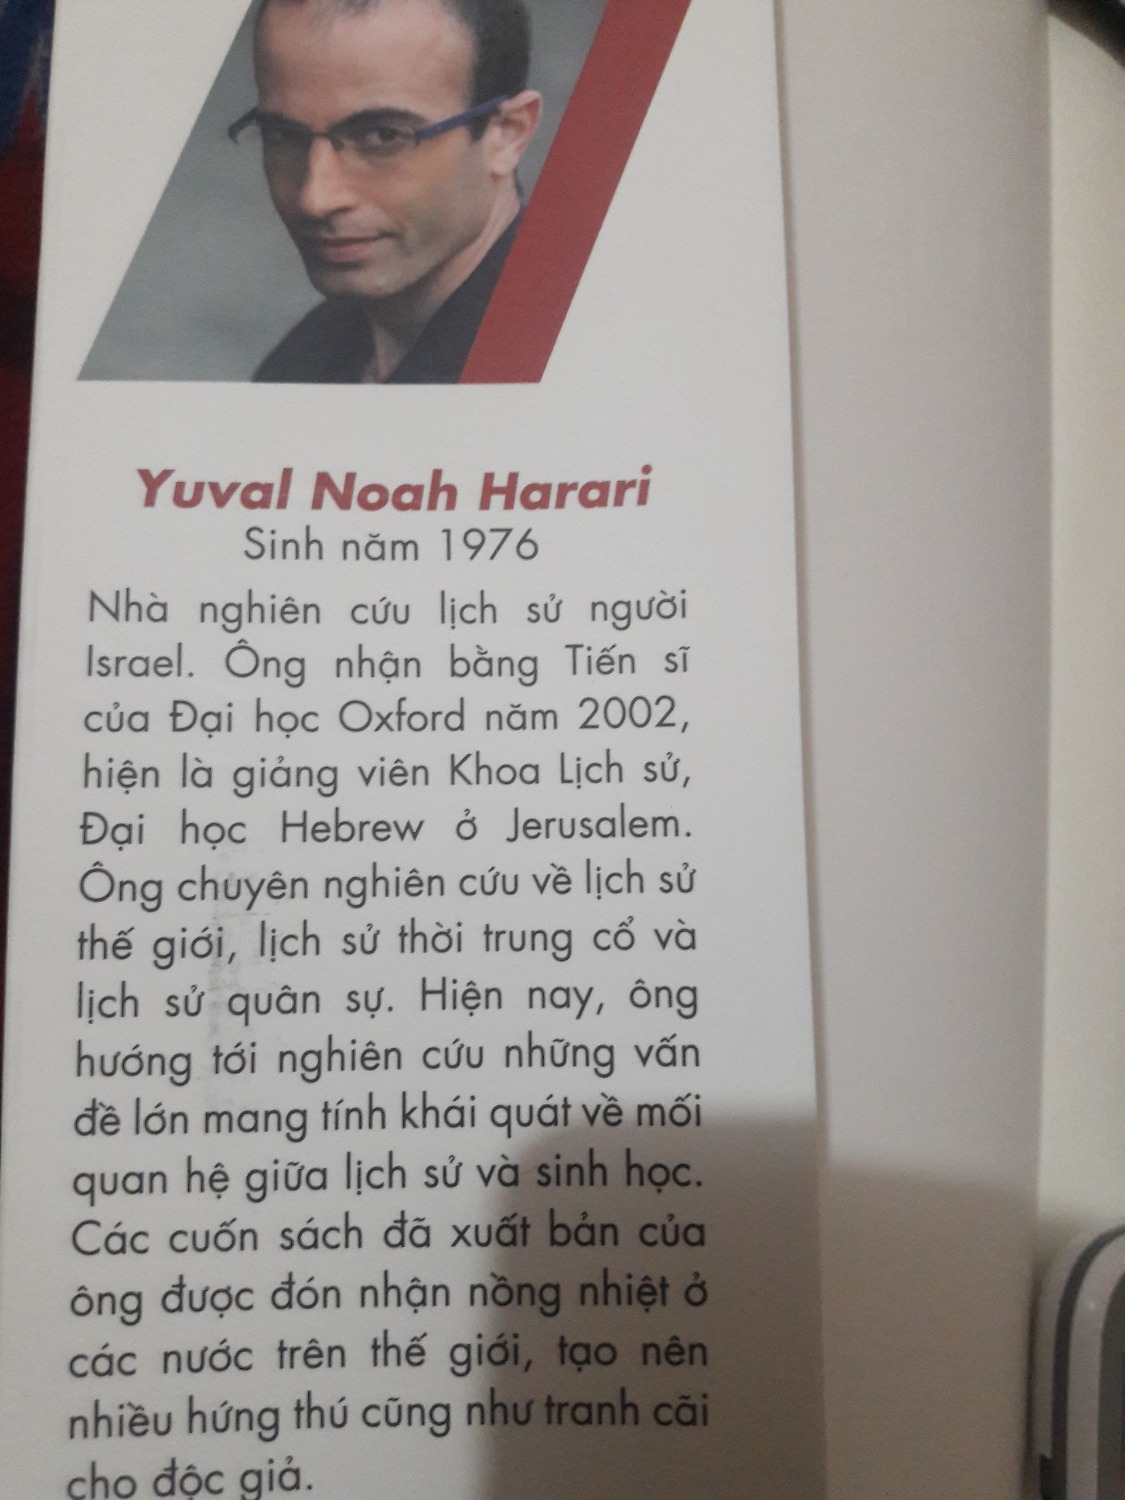 Yuval Noah Harari
Sinh năm 1976
Nhà nghiên cứu lịch sử người
Israel. Ông nhận bằng Tiến sĩ
của Đại học Oxford năm 2002,
hiện là giảng viên Khoa Lịch sử,
Đại học Hebrew ở Jerusalem.
Ông chuyên nghiên cứu về lịch sử
thế giới, lịch sử thời trung cổ và
lịch sử quân sự. Hiện nay, ông
hướng tới nghiên cứu những vấn
đề lớn mang tính khái quát về mối
quan hệ giữa lịch sử và sinh học.
Các cuốn sách đã xuất bản của
ông được đón nhận nồng nhiệt ở
các nước trên thế giới, tạo nên
nhiều hứng thú cũng như tranh cãi
cho độc giả.